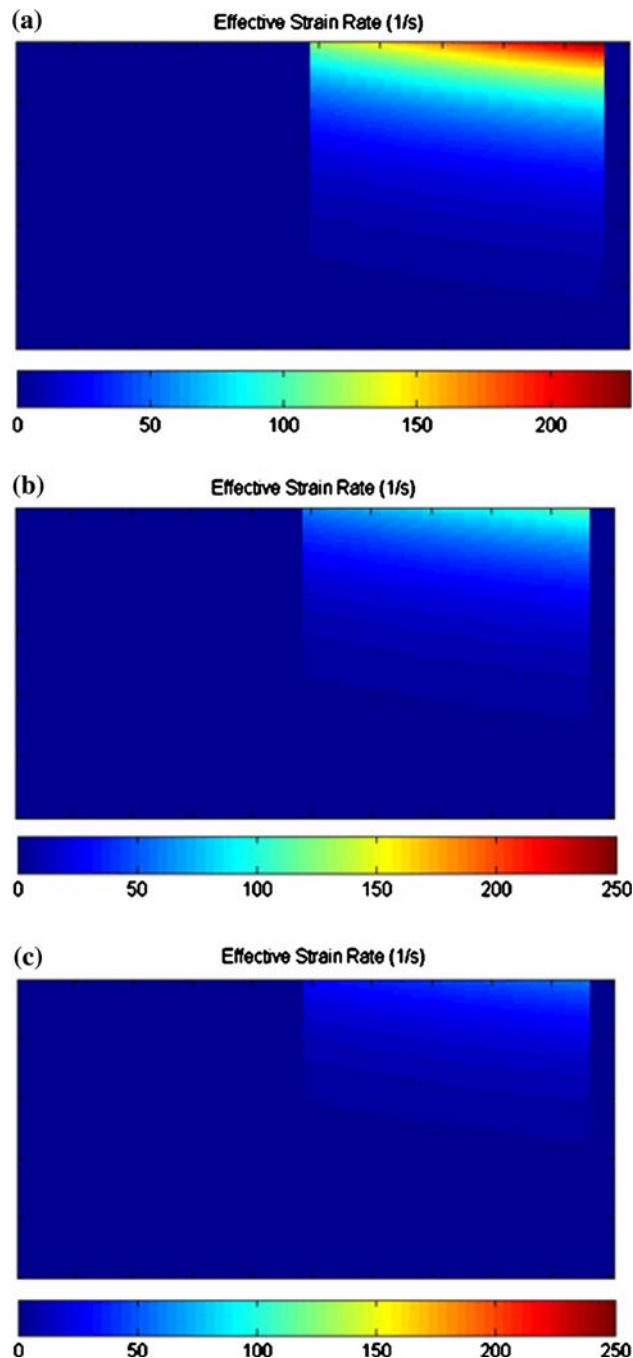 (a)
Effective Strain Rate (1/s)
0 50 100 150 200
(b)
Effective Strain Rate (1/s)
0 50 100 150 200 250
(c)
Effective Strain Rate (1/s)
0 50 100 150 200 250